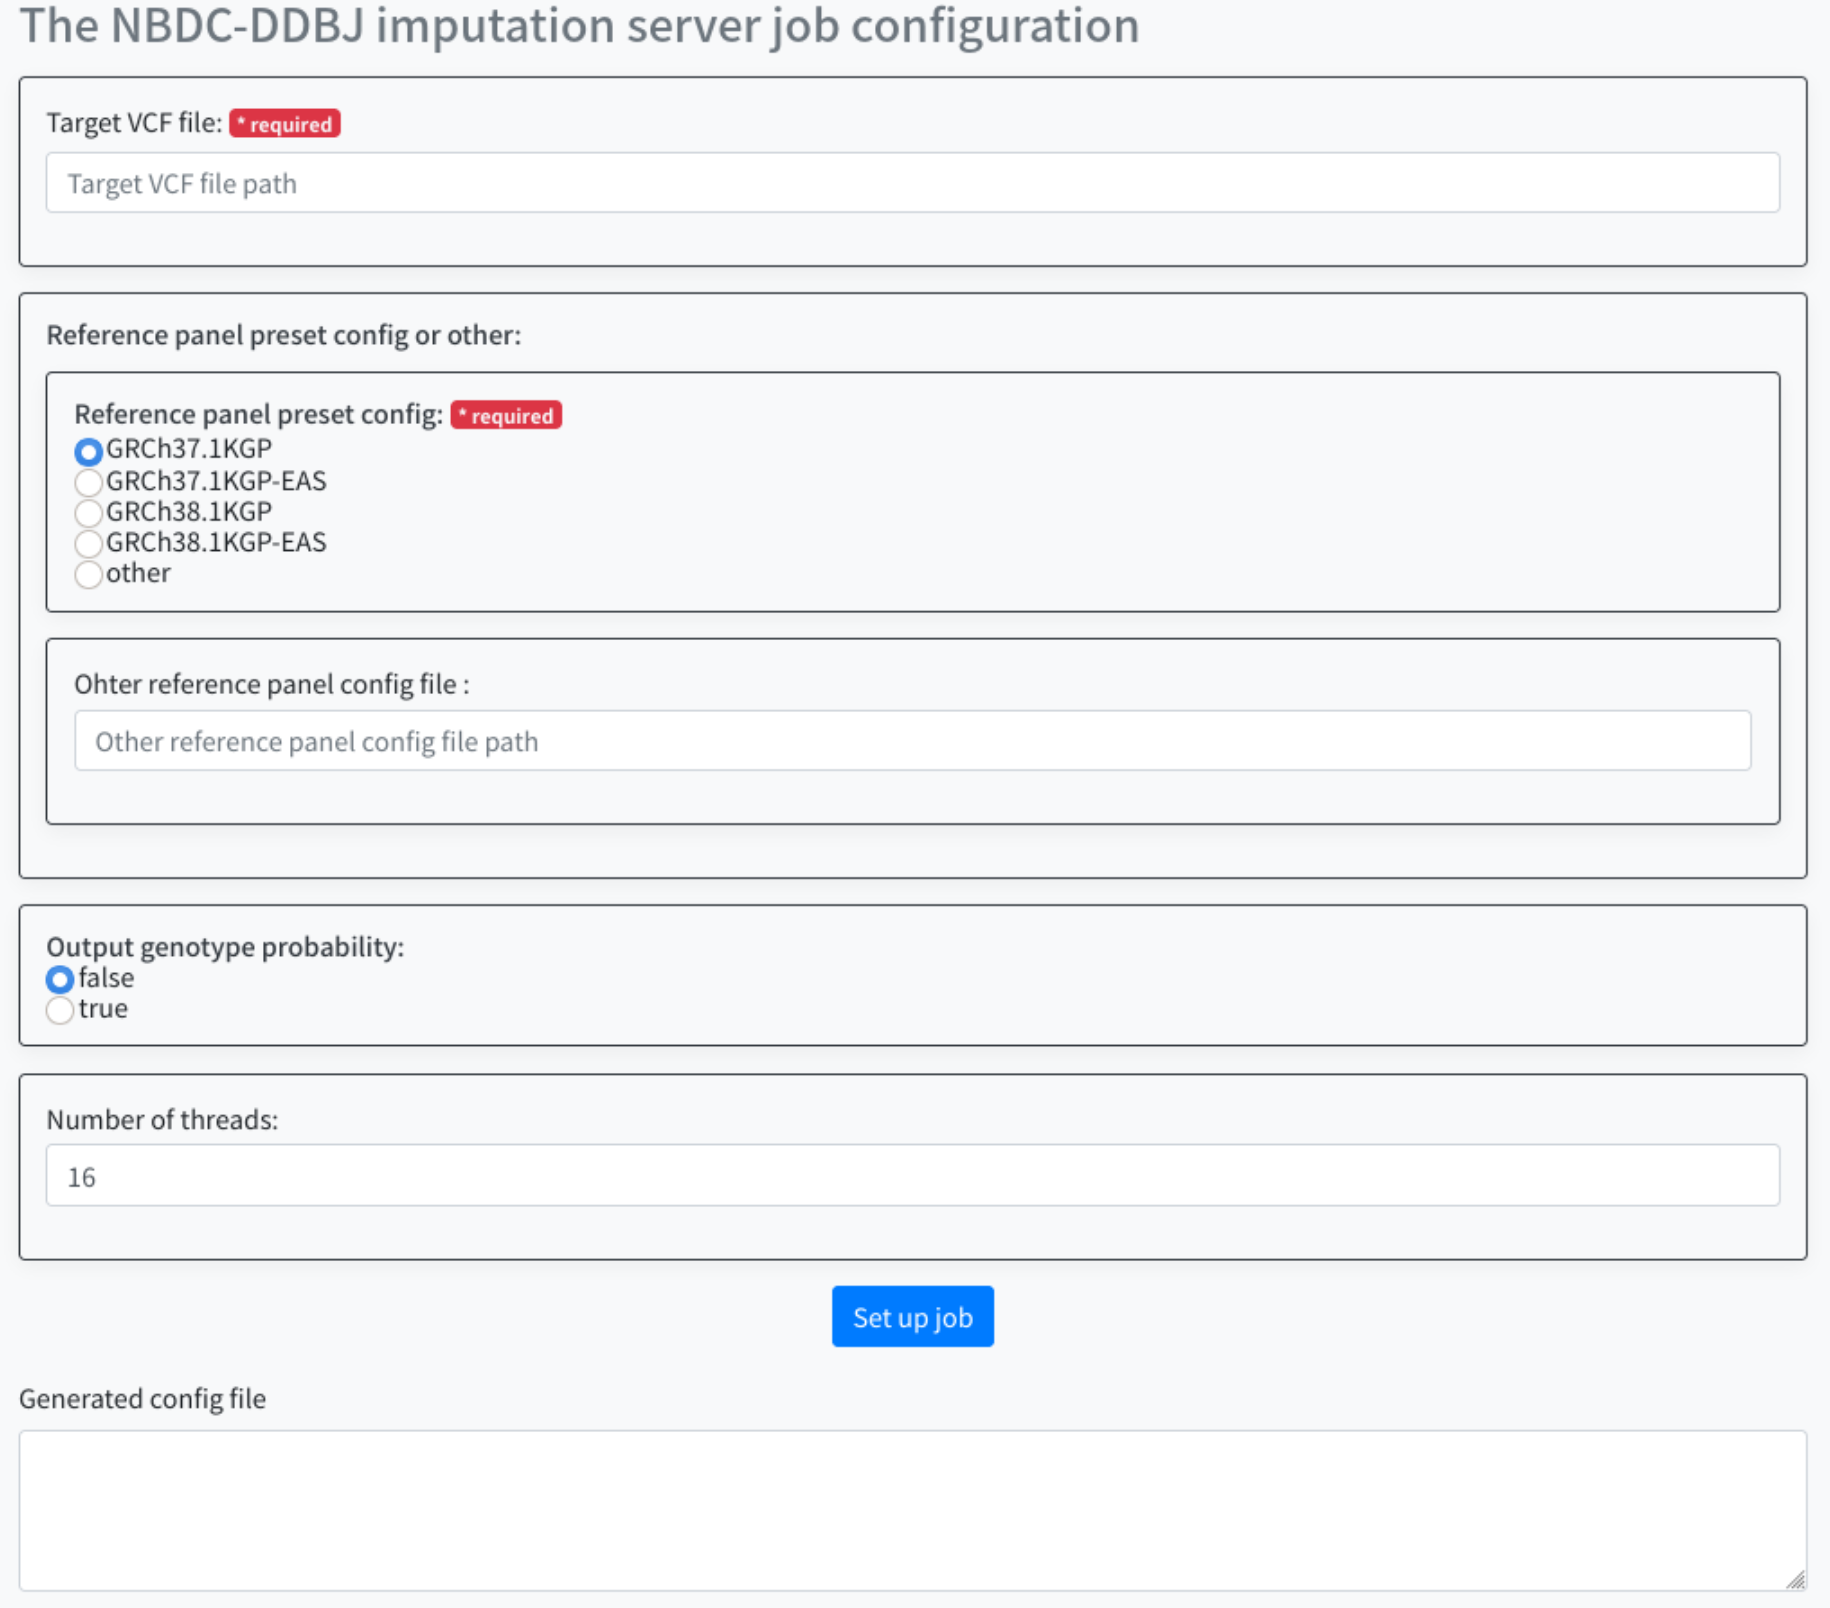 The NBDC-DDBJ imputation server job configuration
Target VCF file: * required
Target VCF file path
Reference panel preset config or other:
Reference panel preset config: * required
GRCh37.1KGP
GRCh37.1KGP-EAS
GRCh38.1KGP
GRCh38.1KGP-EAS
other
Ohter reference panel config file :
Other reference panel config file path
Output genotype probability:
false
true
Number of threads:
16
Set up job
Generated config file